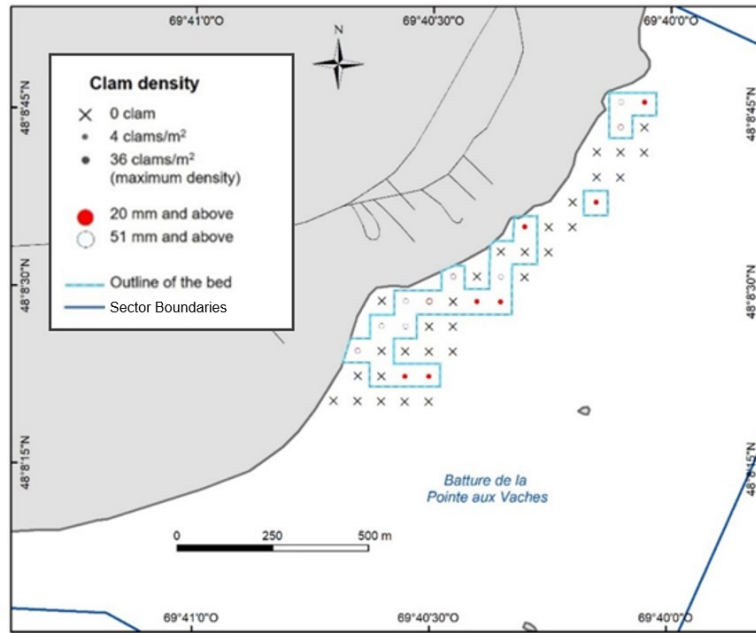 69°41'0"O 69°40'30"O 69°40'0"O
N
Clam density
0 clam
4 clams/m²
36 clams/m²
(maximum density)
20 mm and above
51 mm and above
Outline of the bed
Sector Boundaries
48°8'45"N
48°8'45"N
48°8'30"N
48°8'30"N
48°8'15"N
48°8'15"N
Batture de la
Pointe aux Vaches
0 250 500 m
69°41'0"O 69°40'30"O 69°40'0"O